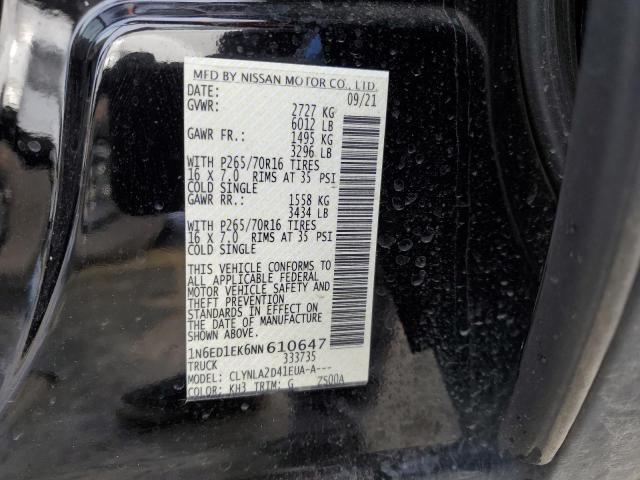 MFD BY NISSAN MOTOR CO., LTD.
DATE: 09/21
GVWR: 2727 KG
6012 LB
GAWR FR.: 1495 KG
3296 LB
WITH P265/70R16 TIRES
16 X 7.0 RIMS AT 35 PSI
COLD SINGLE
GAWR RR.: 1558 KG
3434 LB
WITH P265/70R16 TIRES
16 X 7.0 RIMS AT 35 PSI
COLD SINGLE
THIS VEHICLE CONFORMS TO
ALL APPLICABLE FEDERAL
MOTOR VEHICLE SAFETY AND
THEFT PREVENTION
STANDARDS IN EFFECT ON
THE DATE OF MANUFACTURE
SHOWN ABOVE.
1N6ED1EK6NN610647
TRUCK 333735
MODEL: CLYNLA2D41EUA-A---
COLOR: KH3 TRIM: G Z500A